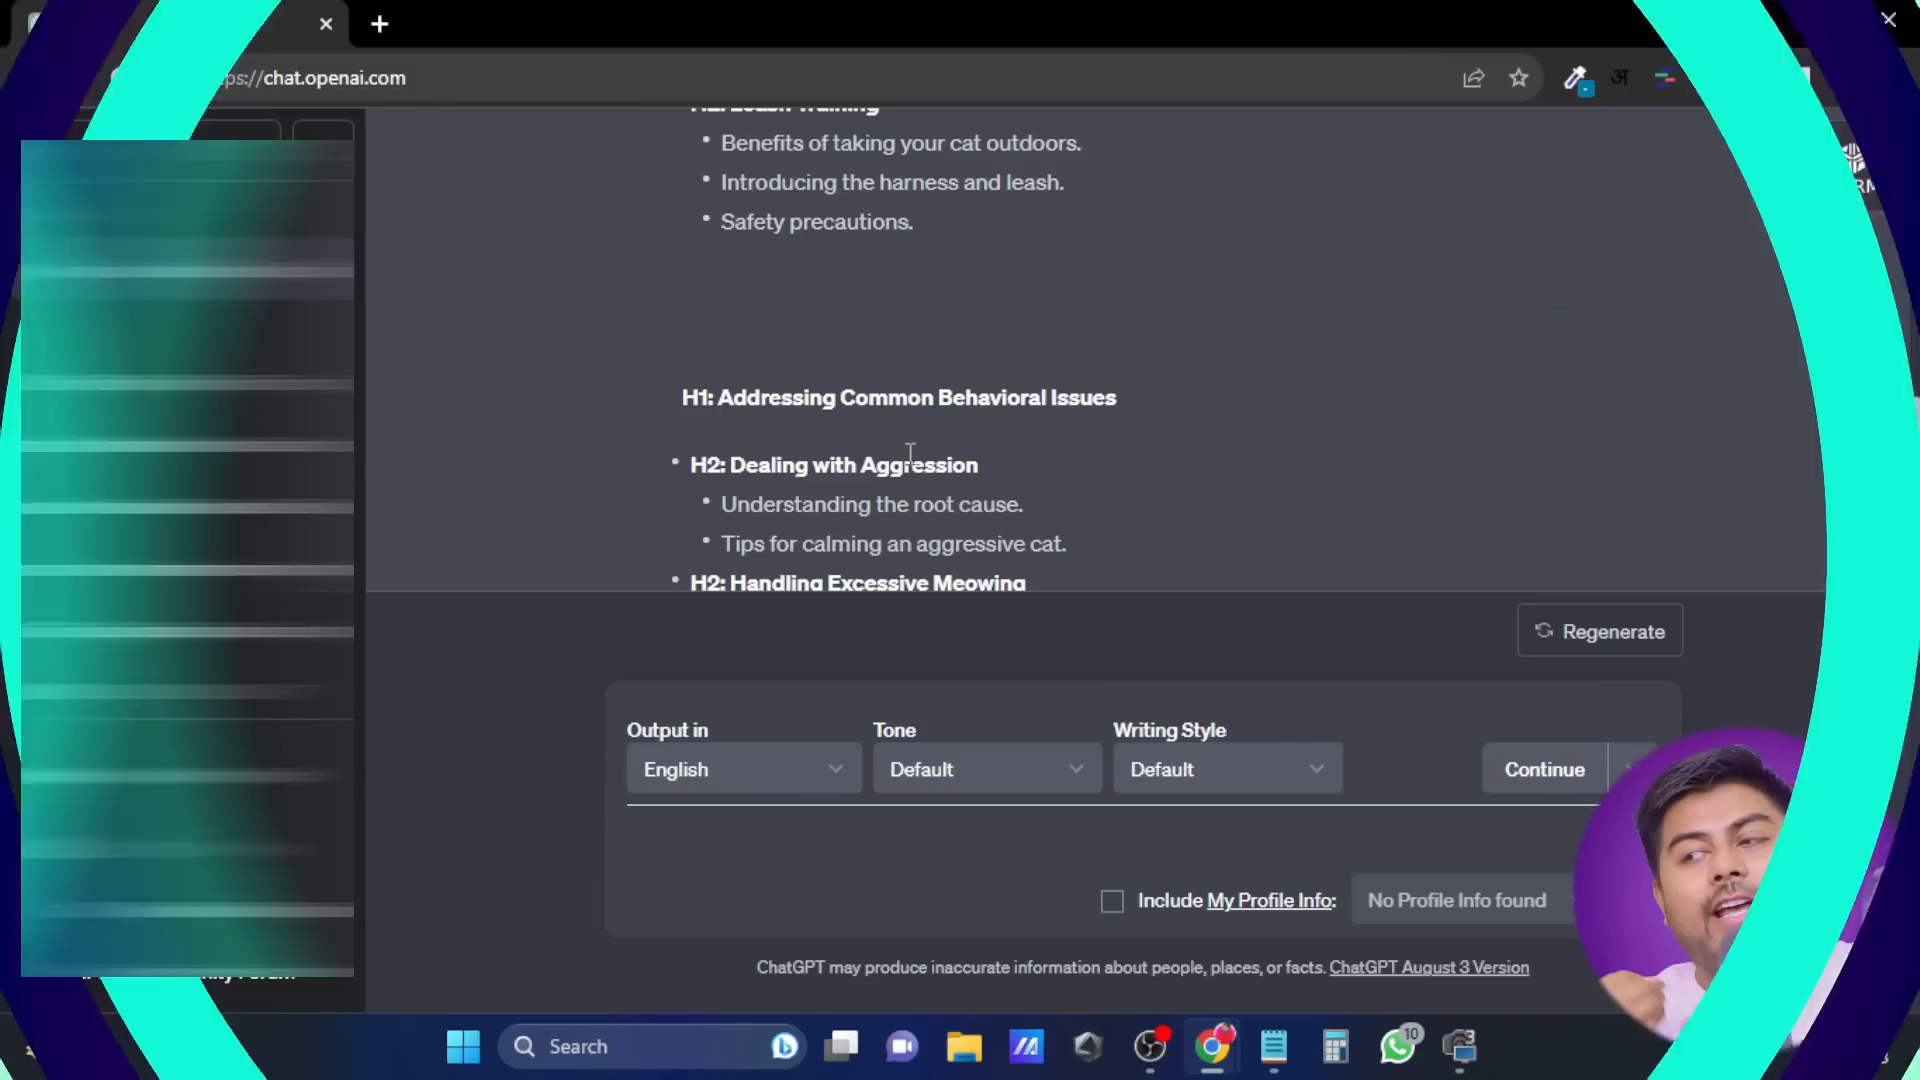 ps://chat.openai.com
अ
Benefits of taking your cat outdoors.
Introducing the harness and leash.
Safety precautions.
H1: Addressing Common Behavioral Issues
H2: Dealing with Aggression
Understanding the root cause.
Tips for calming an aggressive cat.
H2: Handling Excessive Meowing
Regenerate
Output in
Tone
Writing Style
English
Default
Default
Continue
Include My Profile Info:
No Profile Info found
ChatGPT may produce inaccurate information about people, places, or facts. ChatGPT August 3 Version
Search
10
3